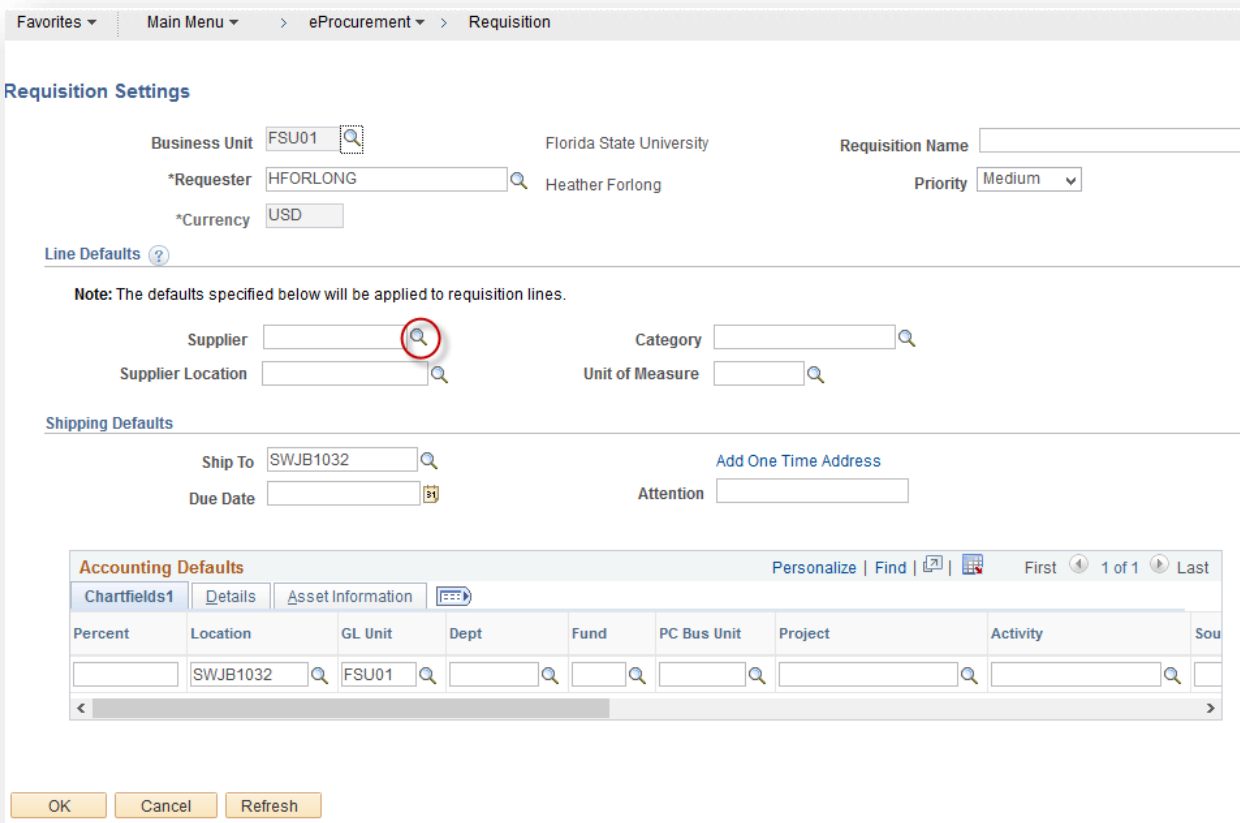 Favorites Main Menu > eProcurement > Requisition
Requisition Settings
Business Unit FSU01 Florida State University Requisition Name
*Requester HFORLONG Heather Forlong Priority Medium
*Currency USD
Line Defaults ?
Note: The defaults specified below will be applied to requisition lines.
Supplier Category
Supplier Location Unit of Measure
Shipping Defaults
Ship To SWJB1032 Add One Time Address
Due Date 31 Attention
Accounting Defaults Personalize | Find | | First 1 of 1 Last
Chartfields1 Details Asset Information
Percent Location GL Unit Dept Fund PC Bus Unit Project Activity Sou
SWJB1032 FSU01
OK Cancel Refresh